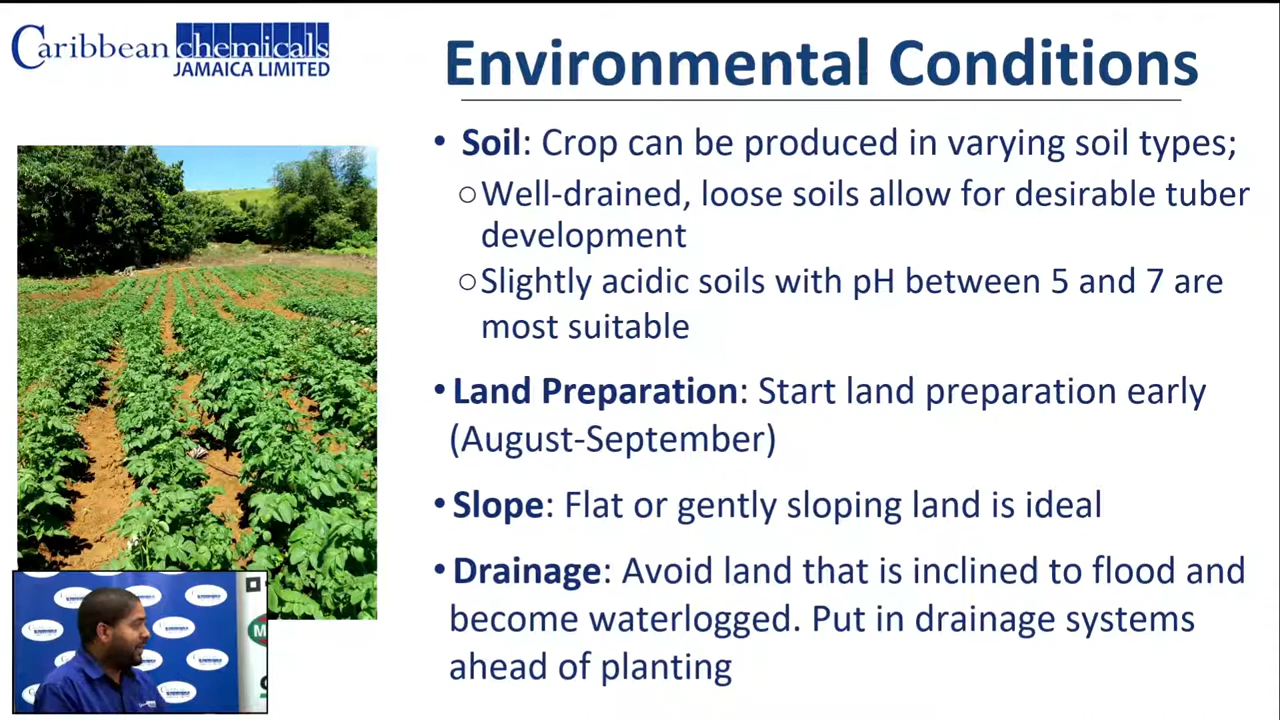 Caribbean chemicals
JAMAICA LIMITED
Environmental Conditions
• Soil: Crop can be produced in varying soil types;
○Well-drained, loose soils allow for desirable tuber
development
○Slightly acidic soils with pH between 5 and 7 are
most suitable
•Land Preparation: Start land preparation early
(August-September)
•Slope: Flat or gently sloping land is ideal
•Drainage: Avoid land that is inclined to flood and
become waterlogged. Put in drainage systems
ahead of planting